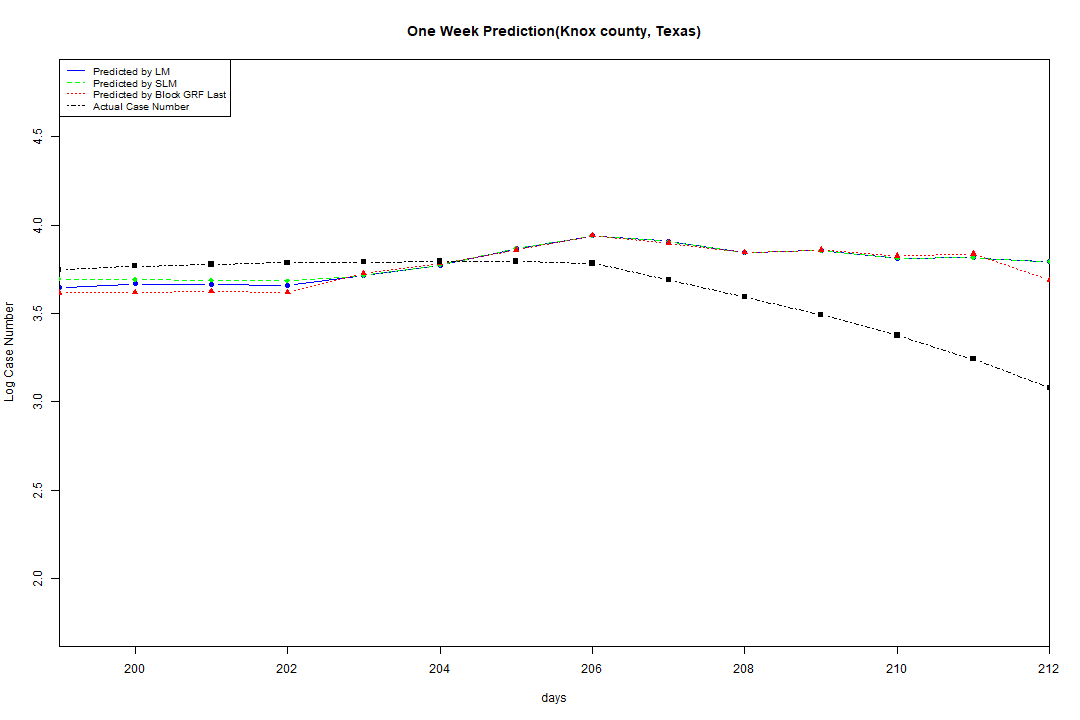 One Week Prediction(Knox county, Texas)
Predicted by LM
Predicted by SLM
Predicted by Block GRF Last
Actual Case Number
4.5
4.0
3.5
3.0
2.5
2.0
Log Case Number
200 202 204 206 208 210 212
days